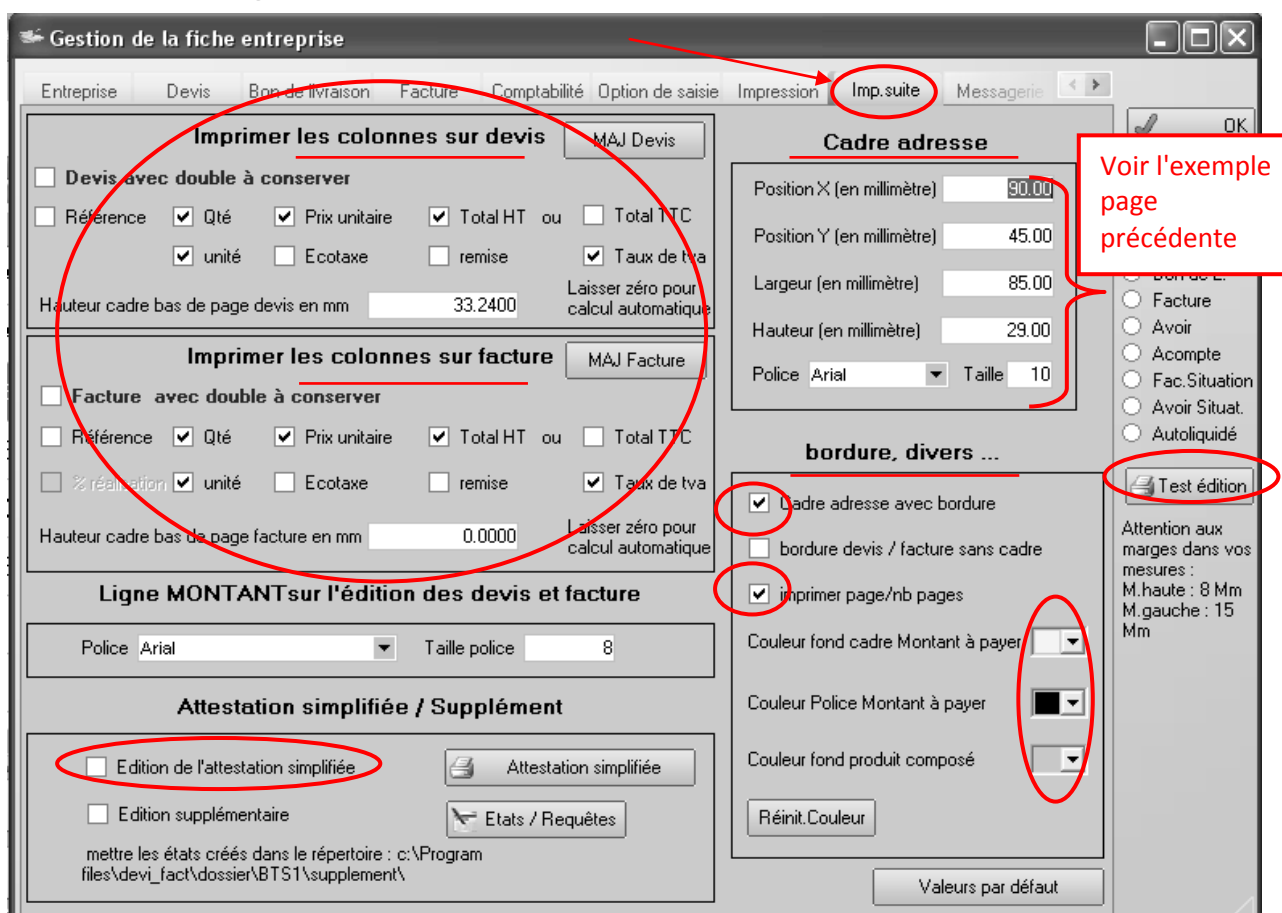 Gestion de la fiche entreprise
Entreprise Devis Bon de livraison Facture Comptabilité Option de saisie Impression Imp.suite Messagerie
Imprimer les colonnes sur devis MAJ Devis
Devis avec double à conserver
Référence Qté Prix unitaire Total HT ou Total TTC
unité Ecotaxe remise Taux de tva
Hauteur cadre bas de page devis en mm 33.2400 Laisser zéro pour
calcul automatique
Imprimer les colonnes sur facture MAJ Facture
Facture avec double à conserver
Référence Qté Prix unitaire Total HT ou Total TTC
% réalisation unité Ecotaxe remise Taux de tva
Hauteur cadre bas de page facture en mm 0.0000 Laisser zéro pour
calcul automatique
Ligne MONTANTsur l'édition des devis et facture
Police Arial Taille police 8
Attestation simplifiée / Supplément
Edition de l'attestation simplifiée Attestation simplifiée
Edition supplémentaire Etats / Requêtes
mettre les états créés dans le répertoire : c:\Program
files\devi_fact\dossier\BTS1\supplement\
Cadre adresse
Position X (en millimètre) 90.00
Position Y (en millimètre) 45.00
Largeur (en millimètre) 85.00
Hauteur (en millimètre) 29.00
Police Arial Taille 10
bordure, divers ...
Cadre adresse avec bordure
bordure devis / facture sans cadre
imprimer page/nb pages
Couleur fond cadre Montant à payer
Couleur Police Montant à payer
Couleur fond produit composé
Réinit.Couleur
Valeurs par défaut
OK
Voir l'exemple
page
précédente
Bon de L.
Facture
Avoir
Acompte
Fac.Situation
Avoir Situat.
Autoliquidé
Test édition
Attention aux
marges dans vos
mesures :
M.haute : 8 Mm
M.gauche : 15
Mm